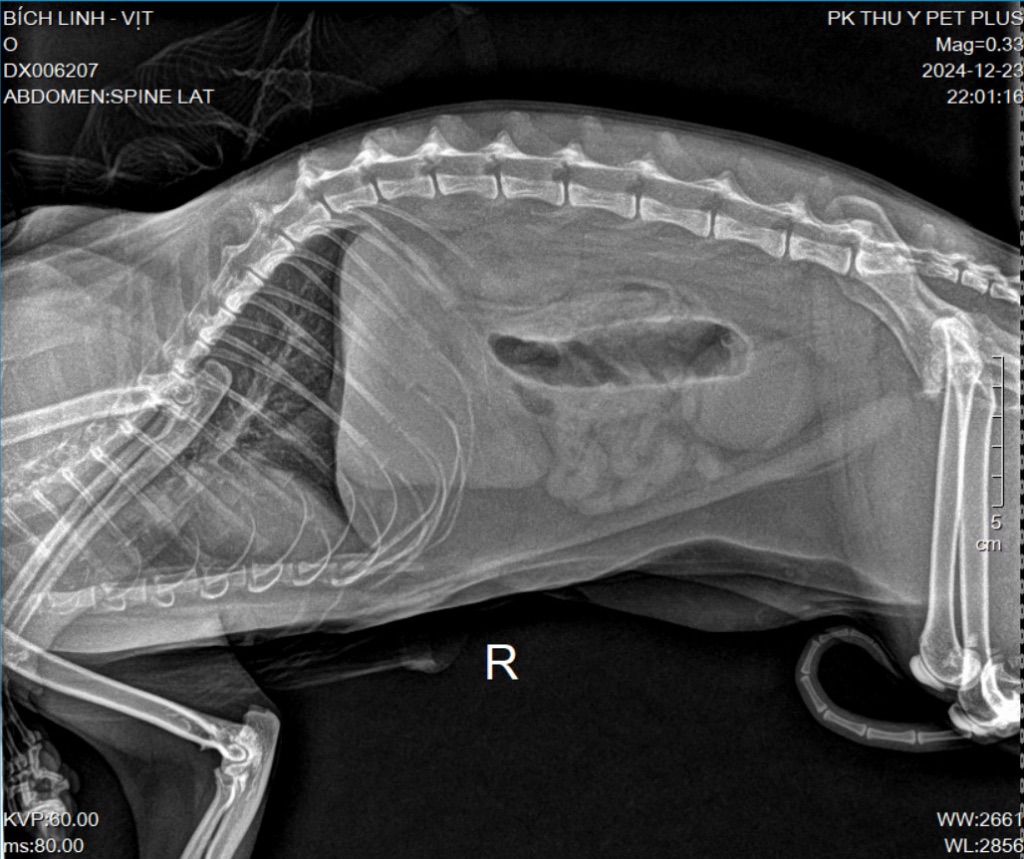 BÍCH LINH - VỊT
O
DX006207
ABDOMEN:SPINE LAT
PK THU Y PET PLUS
Mag=0.33
2024-12-23
22:01:16
5
cm
R
KVP:60.00
ms:80.00
WW:2661
WL:2856